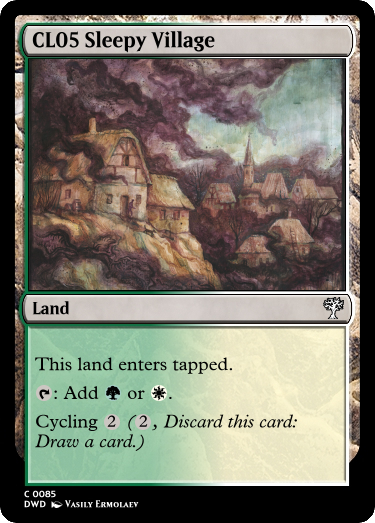 CL05 Sleepy Village
Land
This land enters tapped.
: Add or .
Cycling 2 (2, Discard this card:
Draw a card.)
C 0085
DWD Vasily Ermolaev